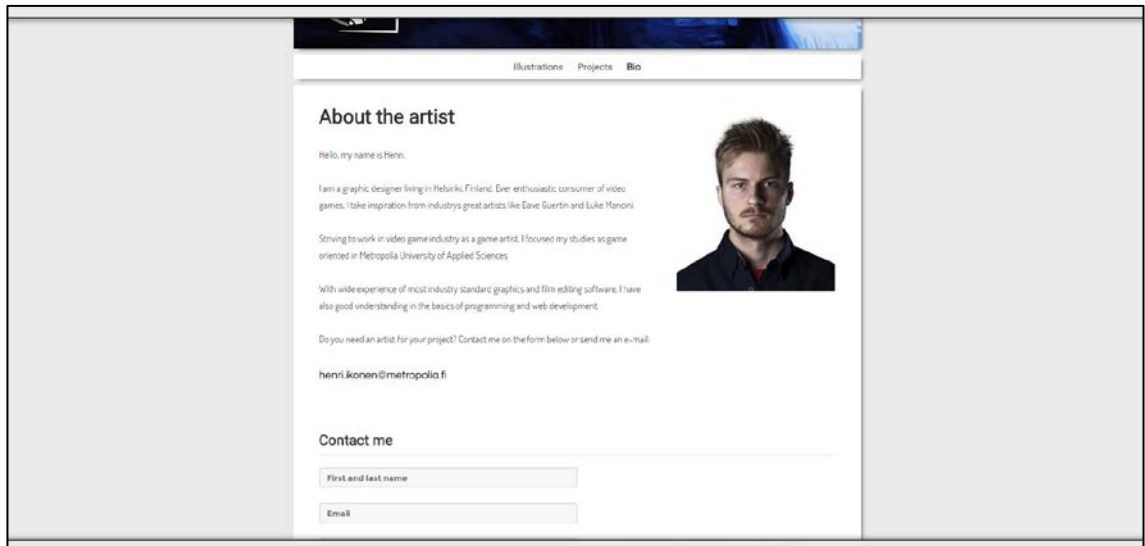 Illustrations Projects Bio
About the artist
Hello, my name is Henri.
I am a graphic designer living in Helsinki, Finland. Ever enthusiastic consumer of video
games, I take inspiration from industrys great artists like Dave Guertin and Luke Mancini.
Striving to work in video game industry as a game artist, I focused my studies as game
oriented in Metropolia University of Applied Sciences.
With wide experience of most industry standard graphics and film editing software, I have
also good understanding in the basics of programming and web development.
Do you need an artist for your project? Contact me on the form below or send me an e-mail:
henri.ikonen@metropolia.fi
Contact me
First and last name
Email